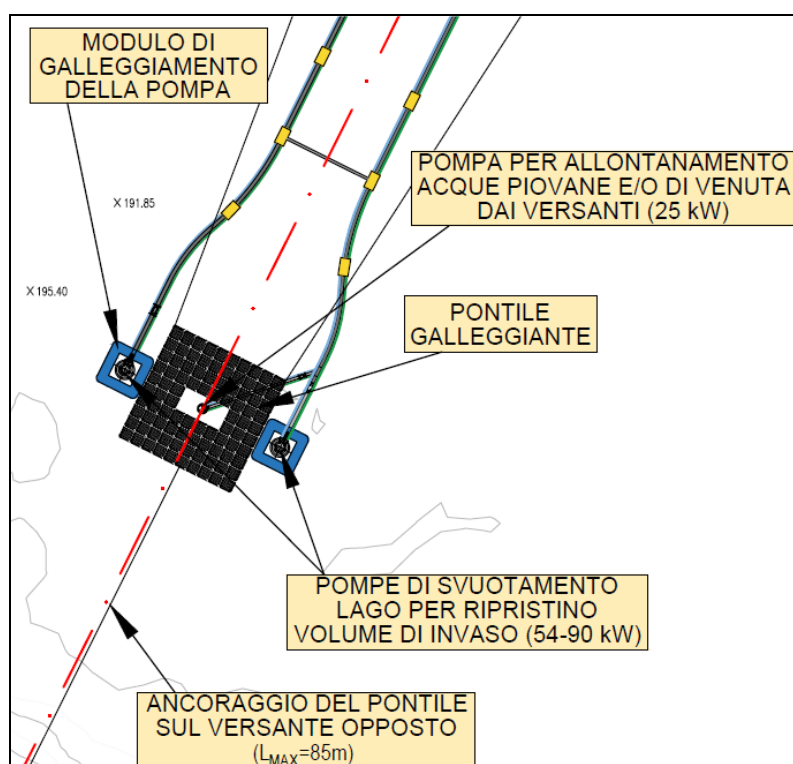 MODULO DI
GALLEGGIAMENTO
DELLA POMPA
POMPA PER ALLONTANAMENTO
ACQUE PIOVANE E/O DI VENUTA
DAI VERSANTI (25 kW)
X 191.85
X 195.40
PONTILE
GALLEGGIANTE
POMPE DI SVUOTAMENTO
LAGO PER RIPRISTINO
VOLUME DI INVASO (54-90 kW)
ANCORAGGIO DEL PONTILE
SUL VERSANTE OPPOSTO
(LMAX=85m)